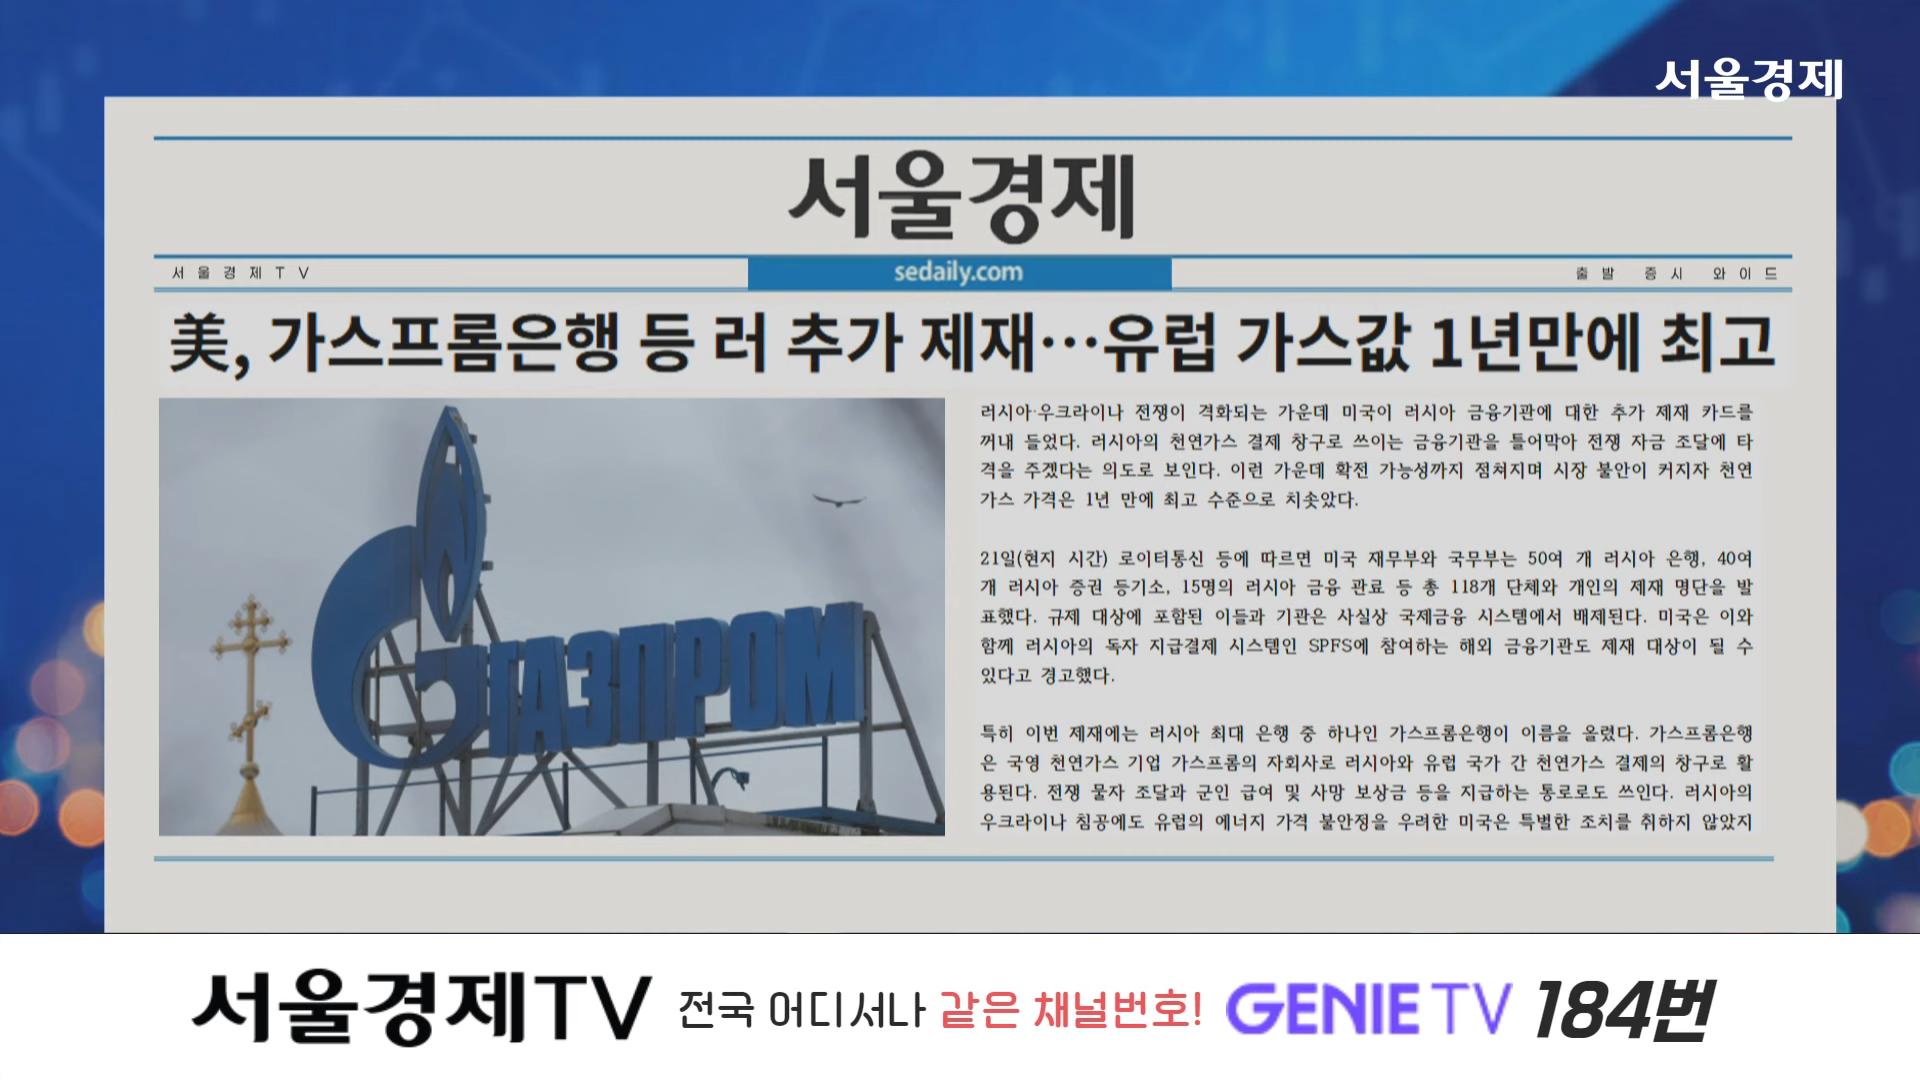 서울경제
서울경제
서울경제TV
sedaily.com
출발 증시 와이드
美, 가스프롬은행 등 러 추가 제재…유럽 가스값 1년만에 최고
ГАЗПРОМ
러시아·우크라이나 전쟁이 격화되는 가운데 미국이 러시아 금융기관에 대한 추가 제재 카드를
꺼내 들었다. 러시아의 천연가스 결제 창구로 쓰이는 금융기관을 틀어막아 전쟁 자금 조달에 타
격을 주겠다는 의도로 보인다. 이런 가운데 확전 가능성까지 점쳐지며 시장 불안이 커지자 천연
가스 가격은 1년 만에 최고 수준으로 치솟았다.
21일(현지 시간) 로이터통신 등에 따르면 미국 재무부와 국무부는 50여 개 러시아 은행, 40여
개 러시아 증권 등기소, 15명의 러시아 금융 관료 등 총 118개 단체와 개인의 제재 명단을 발
표했다. 규제 대상에 포함된 이들과 기관은 사실상 국제금융 시스템에서 배제된다. 미국은 이와
함께 러시아의 독자 지급결제 시스템인 SPFS에 참여하는 해외 금융기관도 제재 대상이 될 수
있다고 경고했다.
특히 이번 제재에는 러시아 최대 은행 중 하나인 가스프롬은행이 이름을 올렸다. 가스프롬은행
은 국영 천연가스 기업 가스프롬의 자회사로 러시아와 유럽 국가 간 천연가스 결제의 창구로 활
용된다. 전쟁 물자 조달과 군인 급여 및 사망 보상금 등을 지급하는 통로로도 쓰인다. 러시아의
우크라이나 침공에도 유럽의 에너지 가격 불안정을 우려한 미국은 특별한 조치를 취하지 않았지
서울경제TV 전국 어디서나 같은 채널번호! GENIE TV 184번